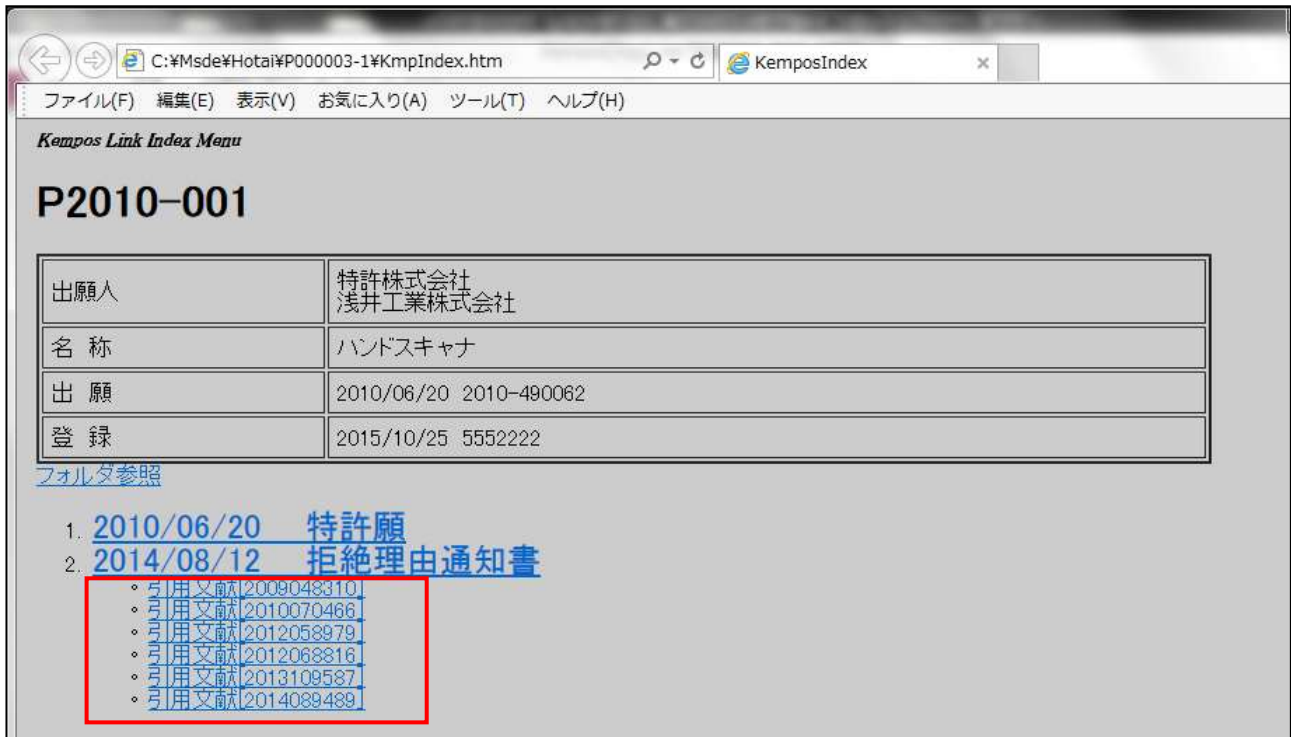 C:¥Msde¥Hotai¥P000003-1¥KmpIndex.htm
KemposIndex
ファイル(F) 編集(E) 表示(V) お気に入り(A) ツール(T) ヘルプ(H)
Kempos Link Index Menu
P2010-001
出願人 特許株式会社
浅井工業株式会社
名 称 ハンドスキャナ
出 願 2010/06/20 2010-490062
登 録 2015/10/25 5552222
フォルダ参照
1. 2010/06/20 特許願
2. 2014/08/12 拒絶理由通知書
引用文献[2009048310]
引用文献[2010070466]
引用文献[2012058979]
引用文献[2012068816]
引用文献[2013109587]
引用文献[2014089489]